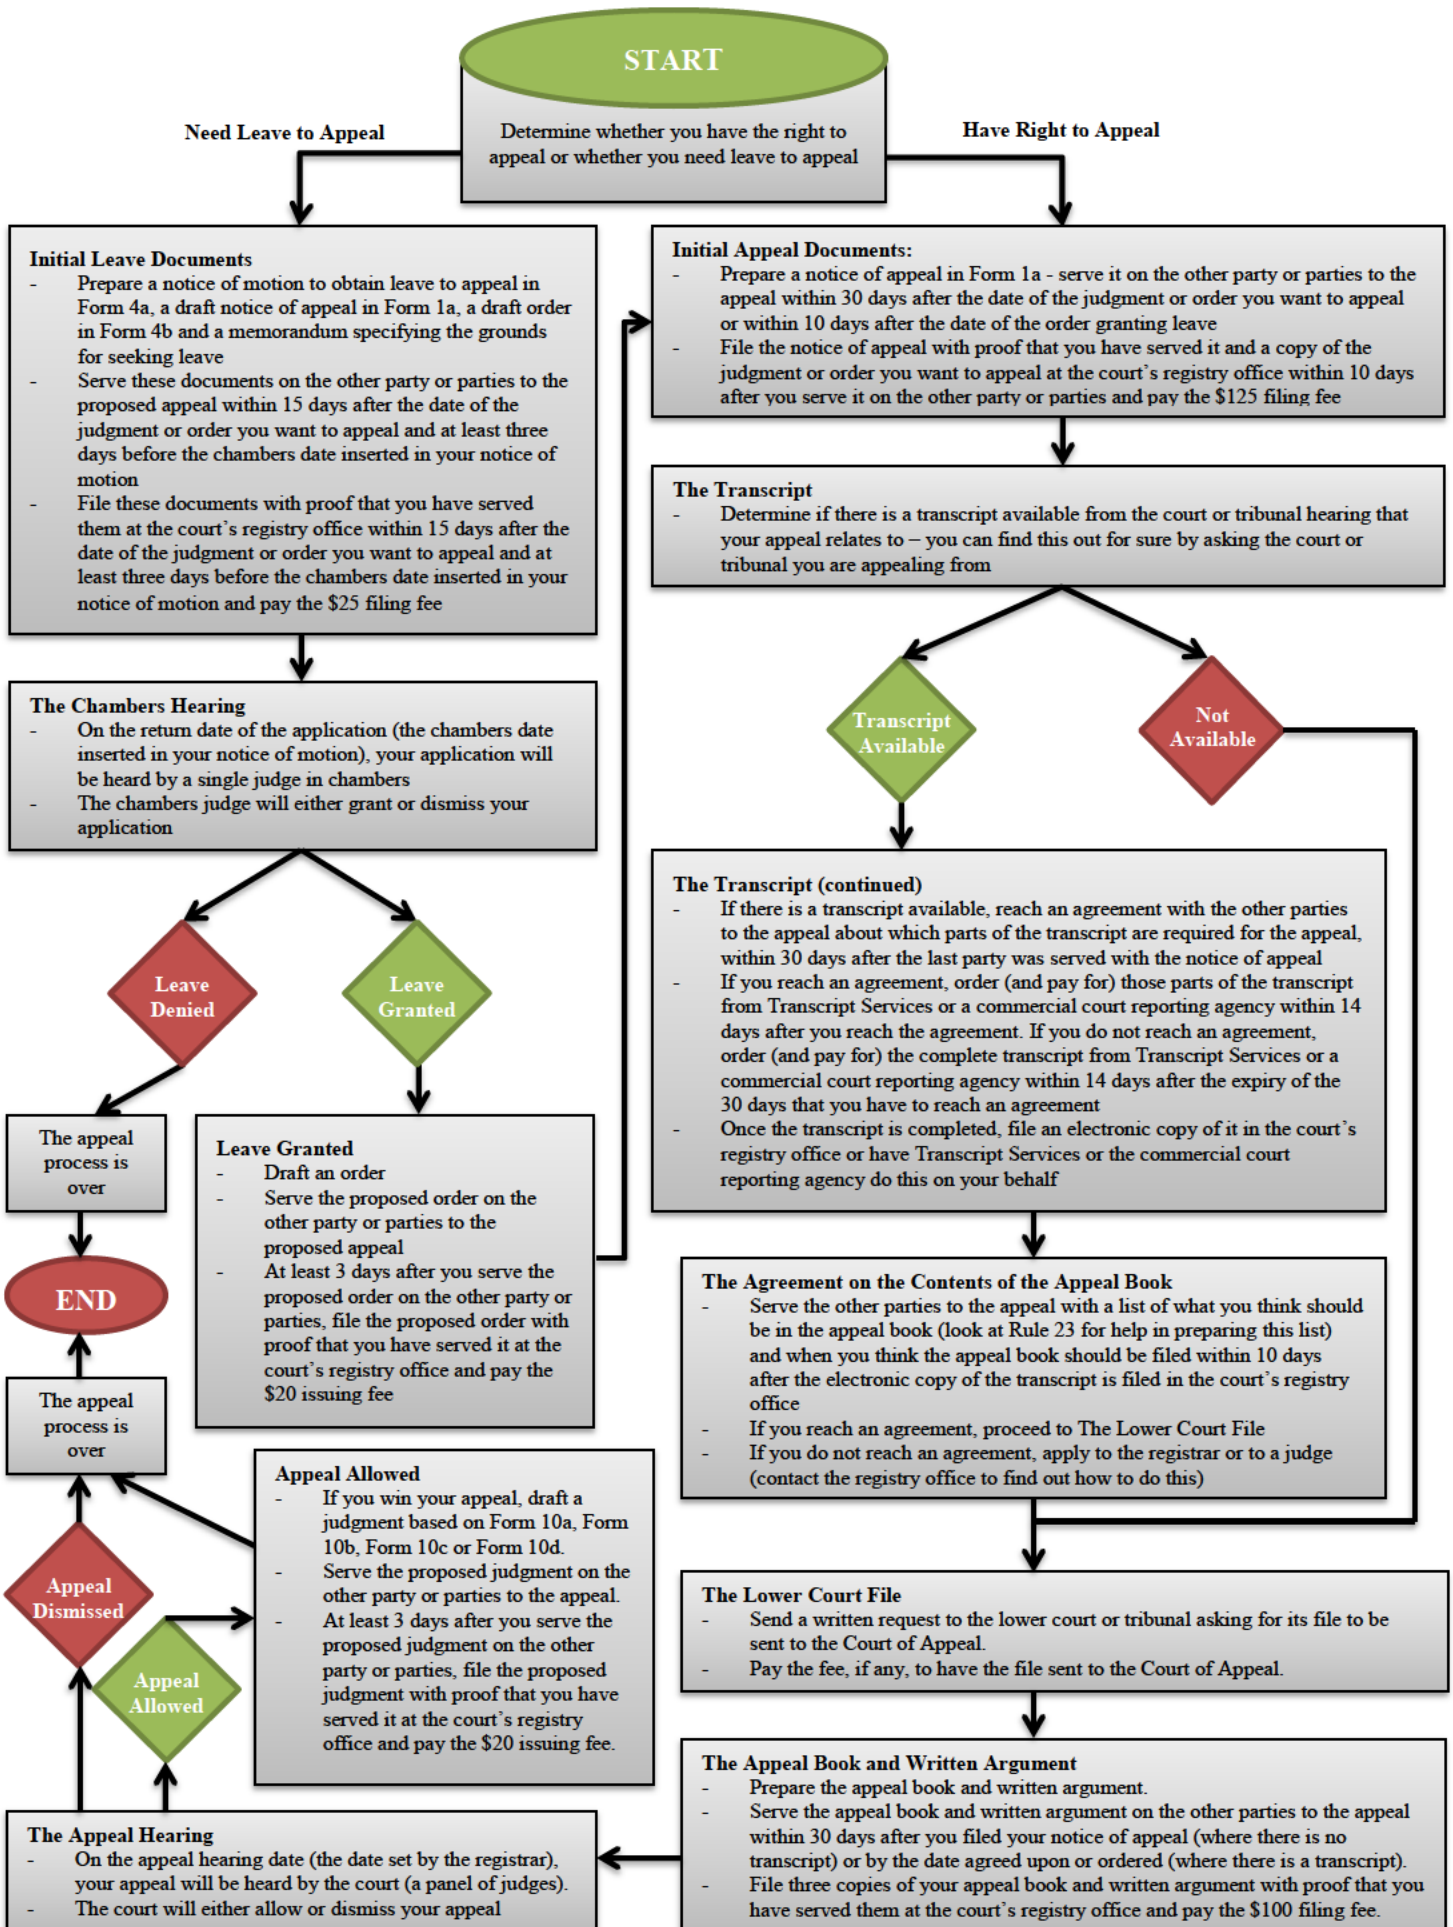 START
Determine whether you have the right to
appeal or whether you need leave to appeal
Need Leave to Appeal
Have Right to Appeal
Initial Leave Documents
- Prepare a notice of motion to obtain leave to appeal in
Form 4a, a draft notice of appeal in Form 1a, a draft order
in Form 4b and a memorandum specifying the grounds
for seeking leave
- Serve these documents on the other party or parties to the
proposed appeal within 15 days after the date of the
judgment or order you want to appeal and at least three
days before the chambers date inserted in your notice of
motion
- File these documents with proof that you have served
them at the court's registry office within 15 days after the
date of the judgment or order you want to appeal and at
least three days before the chambers date inserted in your
notice of motion and pay the $25 filing fee
The Chambers Hearing
- On the return date of the application (the chambers date
inserted in your notice of motion), your application will
be heard by a single judge in chambers
- The chambers judge will either grant or dismiss your
application
Leave
Denied
Leave
Granted
The appeal
process is
over
END
Leave Granted
- Draft an order
- Serve the proposed order on the
other party or parties to the
proposed appeal
- At least 3 days after you serve the
proposed order on the other party or
parties, file the proposed order with
proof that you have served it at the
court's registry office and pay the
$20 issuing fee
Initial Appeal Documents:
- Prepare a notice of appeal in Form 1a - serve it on the other party or parties to the
appeal within 30 days after the date of the judgment or order you want to appeal
or within 10 days after the date of the order granting leave
- File the notice of appeal with proof that you have served it and a copy of the
judgment or order you want to appeal at the court's registry office within 10 days
after you serve it on the other party or parties and pay the $125 filing fee
The Transcript
- Determine if there is a transcript available from the court or tribunal hearing that
your appeal relates to – you can find this out for sure by asking the court or
tribunal you are appealing from
Transcript
Available
Not
Available
The Transcript (continued)
- If there is a transcript available, reach an agreement with the other parties
to the appeal about which parts of the transcript are required for the appeal,
within 30 days after the last party was served with the notice of appeal
- If you reach an agreement, order (and pay for) those parts of the transcript
from Transcript Services or a commercial court reporting agency within 14
days after you reach the agreement. If you do not reach an agreement,
order (and pay for) the complete transcript from Transcript Services or a
commercial court reporting agency within 14 days after the expiry of the
30 days that you have to reach an agreement
- Once the transcript is completed, file an electronic copy of it in the court's
registry office or have Transcript Services or the commercial court
reporting agency do this on your behalf
The Agreement on the Contents of the Appeal Book
- Serve the other parties to the appeal with a list of what you think should
be in the appeal book (look at Rule 23 for help in preparing this list)
and when you think the appeal book should be filed within 10 days
after the electronic copy of the transcript is filed in the court's registry
office
- If you reach an agreement, proceed to The Lower Court File
- If you do not reach an agreement, apply to the registrar or to a judge
(contact the registry office to find out how to do this)
The Lower Court File
- Send a written request to the lower court or tribunal asking for its file to be
sent to the Court of Appeal.
- Pay the fee, if any, to have the file sent to the Court of Appeal.
The Appeal Book and Written Argument
- Prepare the appeal book and written argument.
- Serve the appeal book and written argument on the other parties to the appeal
within 30 days after you filed your notice of appeal (where there is no
transcript) or by the date agreed upon or ordered (where there is a transcript).
- File three copies of your appeal book and written argument with proof that you
have served them at the court's registry office and pay the $100 filing fee.
The Appeal Hearing
- On the appeal hearing date (the date set by the registrar),
your appeal will be heard by the court (a panel of judges).
- The court will either allow or dismiss your appeal
Appeal
Dismissed
Appeal
Allowed
Appeal Allowed
- If you win your appeal, draft a
judgment based on Form 10a, Form
10b, Form 10c or Form 10d.
- Serve the proposed judgment on the
other party or parties to the appeal.
- At least 3 days after you serve the
proposed judgment on the other
party or parties, file the proposed
judgment with proof that you have
served it at the court's registry
office and pay the $20 issuing fee.
The appeal
process is
over